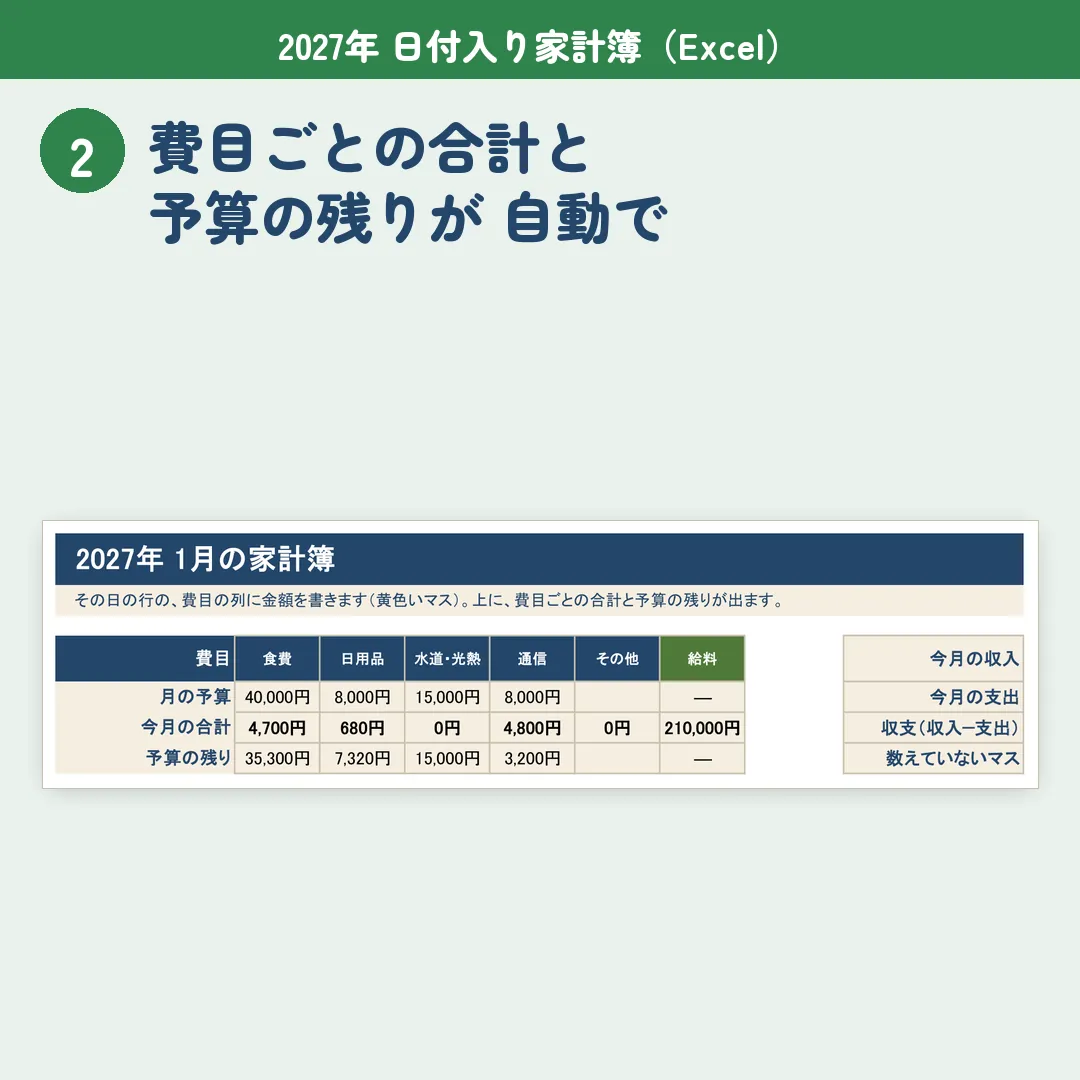 2027年 日付入り家計簿（Excel）
2
費目ごとの合計と
予算の残りが 自動で
2027年 1月の家計簿
その日の行の、費目の列に金額を書きます（黄色いマス）。上に、費目ごとの合計と予算の残りが出ます。
費目 食費 日用品 水道・光熱 通信 その他 給料 今月の収入
月の予算 40,000円 8,000円 15,000円 8,000円 — 今月の支出
今月の合計 4,700円 680円 0円 4,800円 0円 210,000円 収支（収入−支出）
予算の残り 35,300円 7,320円 15,000円 3,200円 — 数えていないマス